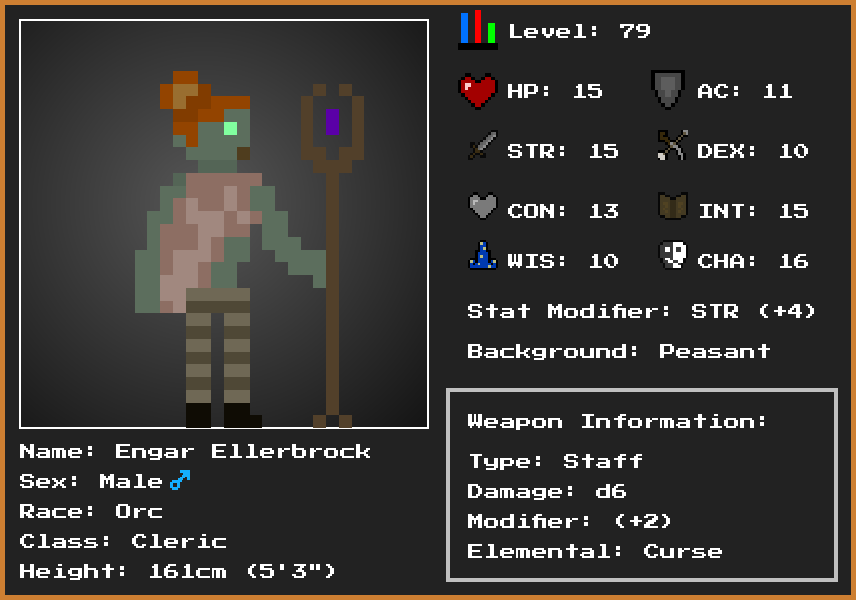 Level: 79
HP: 15 AC: 11
STR: 15 DEX: 10
CON: 13 INT: 15
WIS: 10 CHA: 16
Stat Modifier: STR (+4)
Background: Peasant
Weapon Information:
Type: Staff
Damage: d6
Modifier: (+2)
Elemental: Curse
Name: Engar Ellerbrock
Sex: Male ♂
Race: Orc
Class: Cleric
Height: 161cm (5'3")